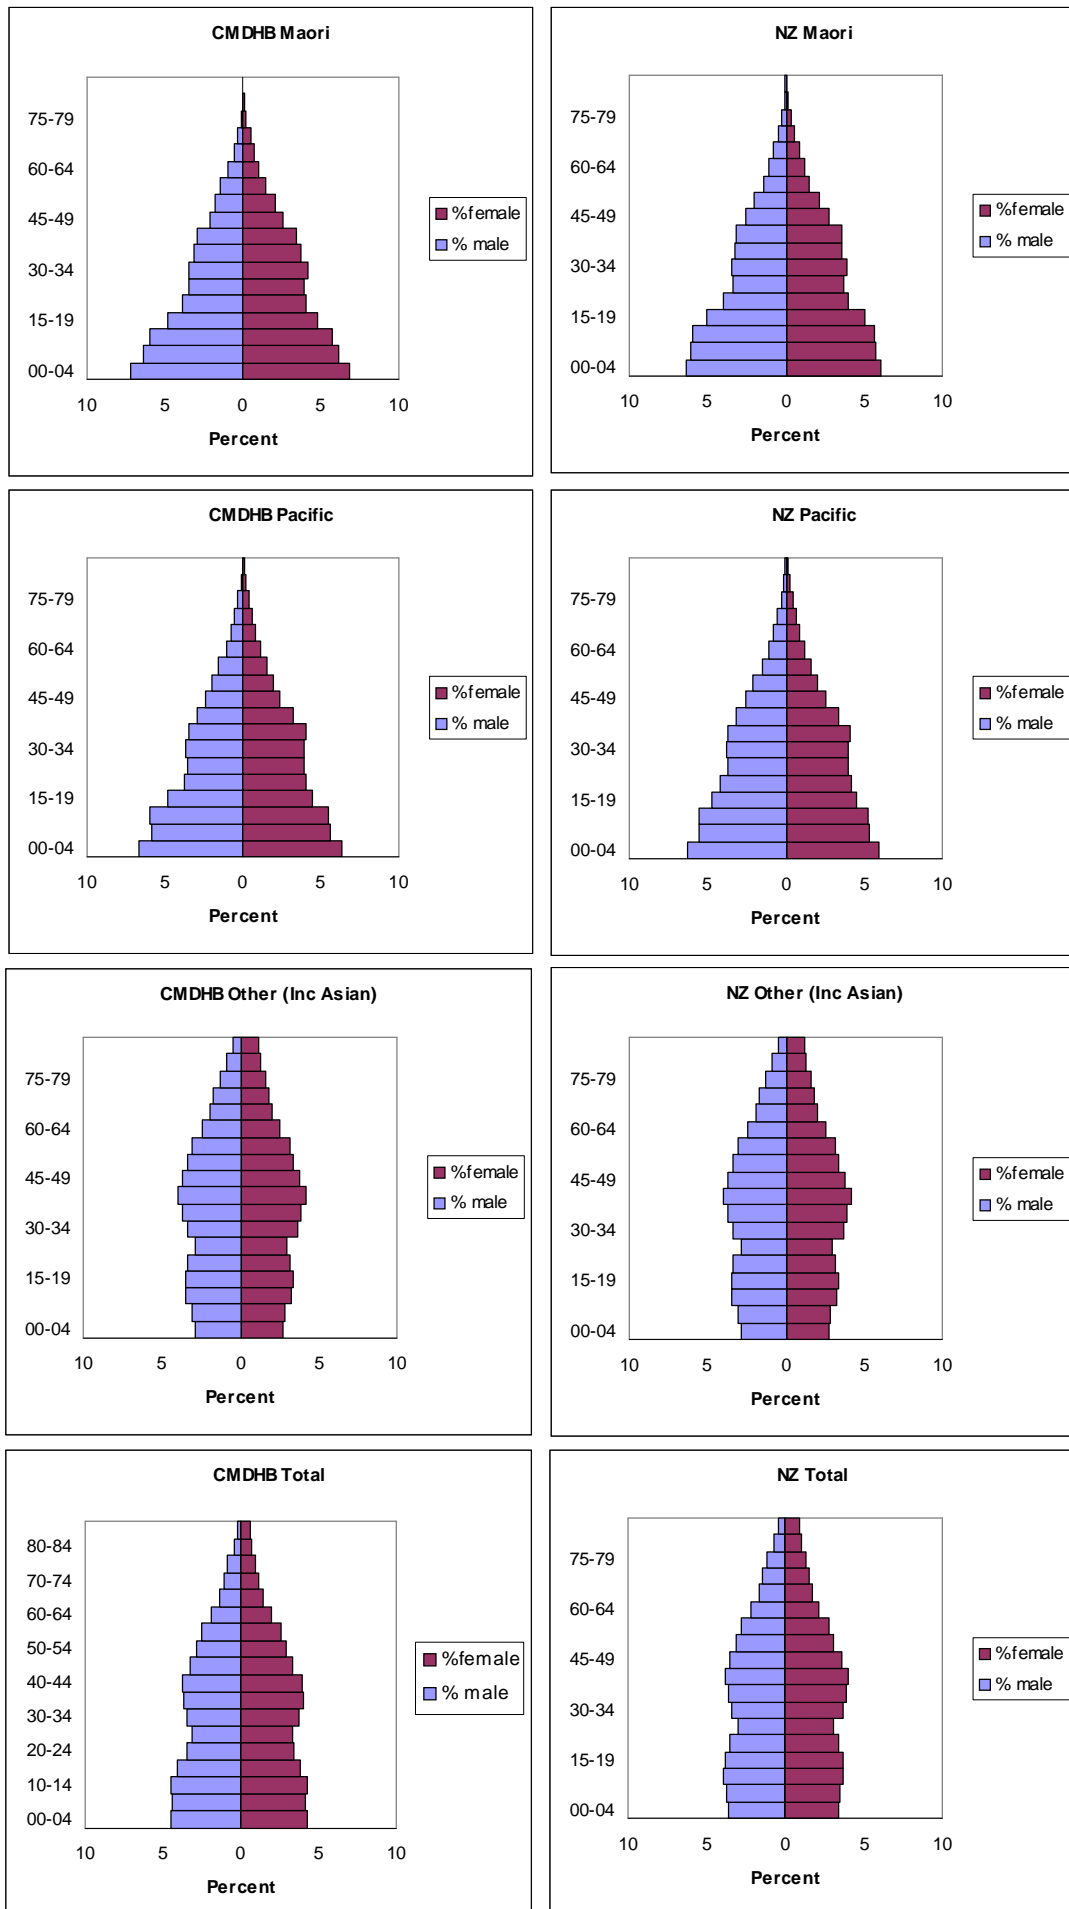 CMDHB Maori
75-79
60-64
45-49
30-34
15-19
00-04
10 5 0 5 10
Percent
%female
% male
NZ Maori
75-79
60-64
45-49
30-34
15-19
00-04
10 5 0 5 10
Percent
%female
% male
CMDHB Pacific
75-79
60-64
45-49
30-34
15-19
00-04
10 5 0 5 10
Percent
%female
% male
NZ Pacific
75-79
60-64
45-49
30-34
15-19
00-04
10 5 0 5 10
Percent
%female
% male
CMDHB Other (Inc Asian)
75-79
60-64
45-49
30-34
15-19
00-04
10 5 0 5 10
Percent
%female
% male
NZ Other (Inc Asian)
75-79
60-64
45-49
30-34
15-19
00-04
10 5 0 5 10
Percent
%female
% male
CMDHB Total
80-84
70-74
60-64
50-54
40-44
30-34
20-24
10-14
00-04
10 5 0 5 10
Percent
%female
% male
NZ Total
75-79
60-64
45-49
30-34
15-19
00-04
10 5 0 5 10
Percent
%female
% male